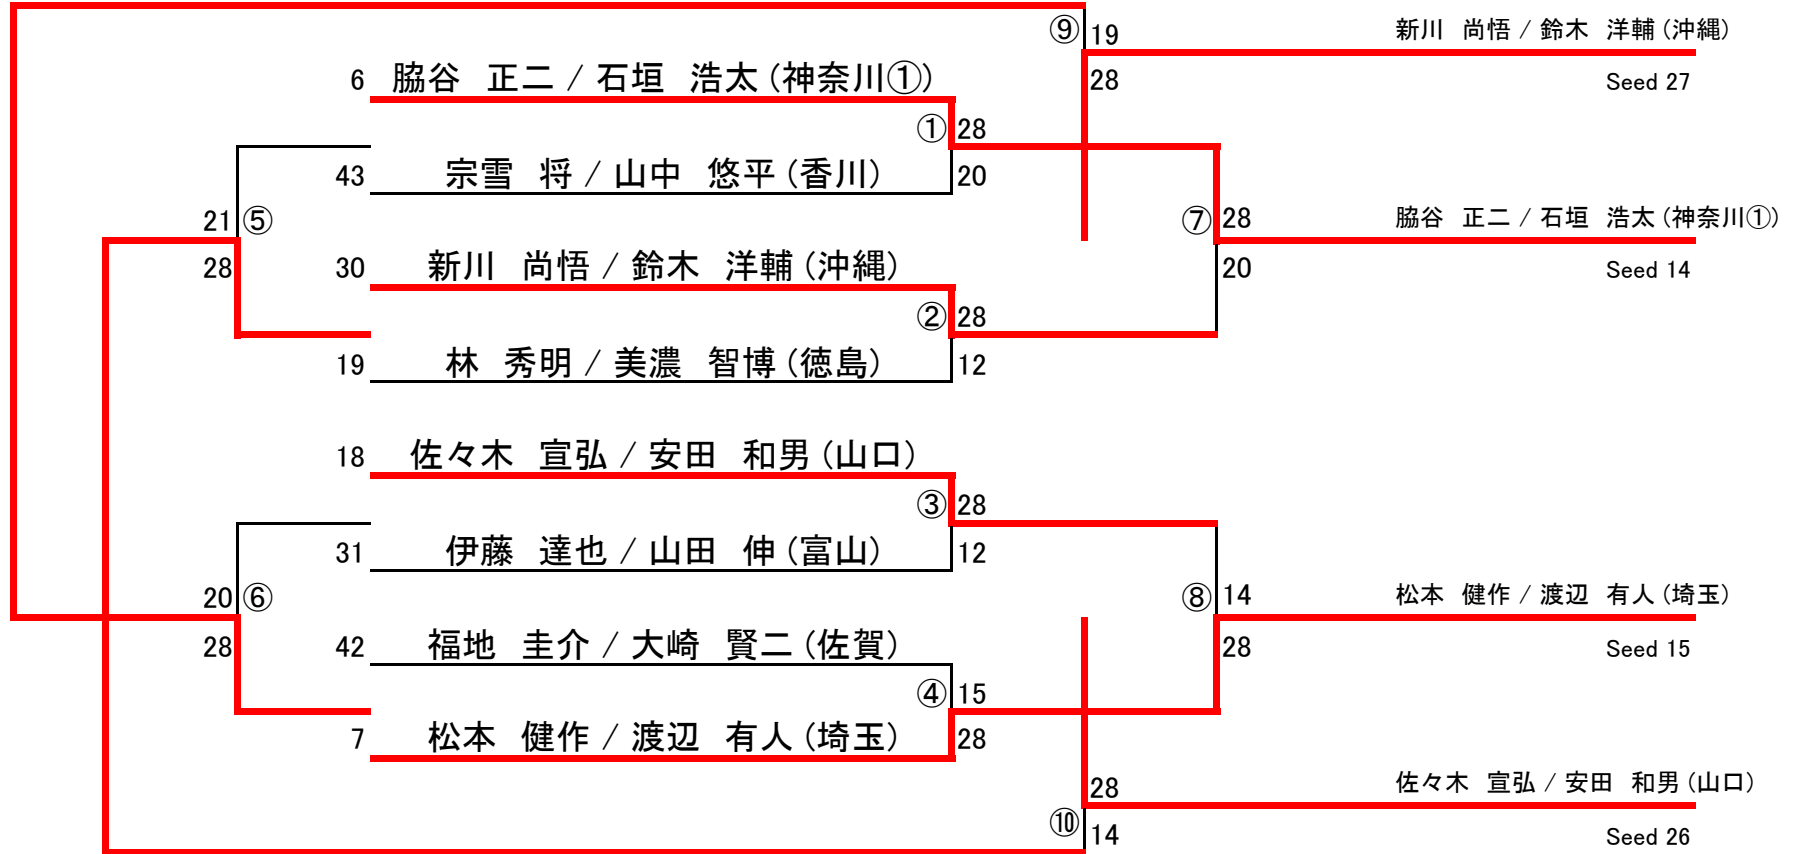 ⑨ 19 新川 尚悟 / 鈴木 洋輔 (沖縄)
6 脇谷 正二 / 石垣 浩太 (神奈川①) 28 Seed 27
① 28
43 宗雪 将 / 山中 悠平 (香川) 20
21 ⑤ ⑦ 28 脇谷 正二 / 石垣 浩太 (神奈川①)
28 30 新川 尚悟 / 鈴木 洋輔 (沖縄) 20 Seed 14
② 28
19 林 秀明 / 美濃 智博 (徳島) 12
18 佐々木 宣弘 / 安田 和男 (山口)
③ 28
31 伊藤 達也 / 山田 伸 (富山) 12
20 ⑥ ⑧ 14 松本 健作 / 渡辺 有人 (埼玉)
28 42 福地 圭介 / 大崎 賢二 (佐賀) 28 Seed 15
④ 15
7 松本 健作 / 渡辺 有人 (埼玉) 28
28 佐々木 宣弘 / 安田 和男 (山口)
⑩ 14 Seed 26